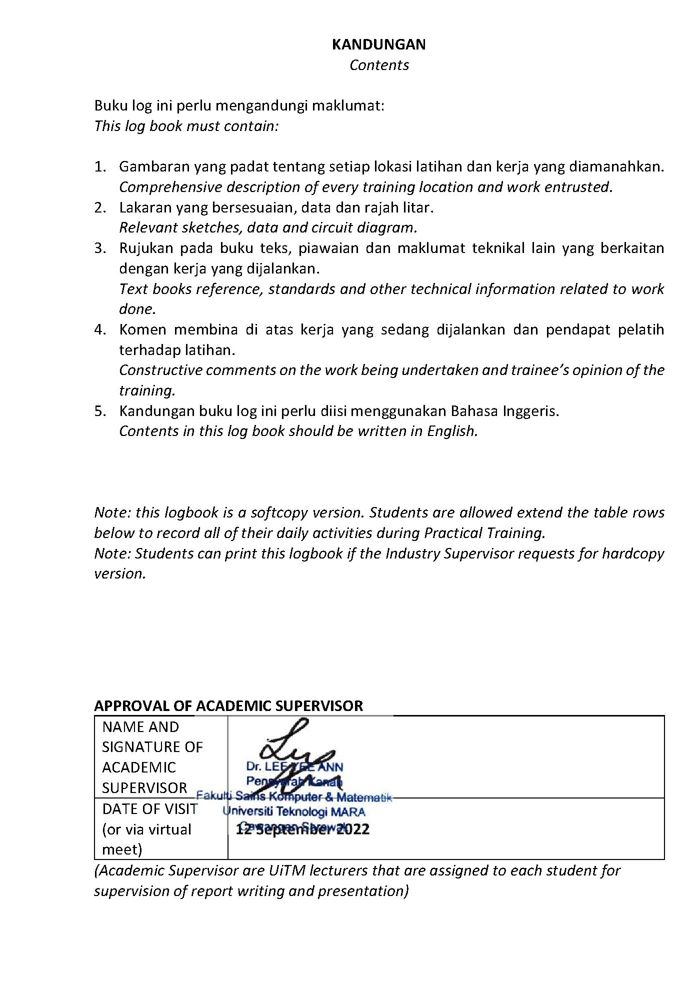 KANDUNGAN
Contents
Buku log ini perlu mengandungi maklumat:
This log book must contain:
1. Gambaran yang padat tentang setiap lokasi latihan dan kerja yang diamanahkan.
Comprehensive description of every training location and work entrusted.
2. Lakaran yang bersesuaian, data dan rajah litar.
Relevant sketches, data and circuit diagram.
3. Rujukan pada buku teks, piawaian dan maklumat teknikal lain yang berkaitan
dengan kerja yang dijalankan.
Text books reference, standards and other technical information related to work
done.
4. Komen membina di atas kerja yang sedang dijalankan dan pendapat pelatih
terhadap latihan.
Constructive comments on the work being undertaken and trainee’s opinion of the
training.
5. Kandungan buku log ini perlu diisi menggunakan Bahasa Inggeris.
Contents in this log book should be written in English.
Note: this logbook is a softcopy version. Students are allowed extend the table rows
below to record all of their daily activities during Practical Training.
Note: Students can print this logbook if the Industry Supervisor requests for hardcopy
version.
APPROVAL OF ACADEMIC SUPERVISOR
NAME AND
SIGNATURE OF
ACADEMIC
SUPERVISOR
Dr. LEE YEE ANN
Pensyarah Kanan
Fakulti Sains Komputer & Matematik
Universiti Teknologi MARA
Cawangan Sarawak
DATE OF VISIT
(or via virtual
meet)
12 September 2022
(Academic Supervisor are UiTM lecturers that are assigned to each student for
supervision of report writing and presentation)